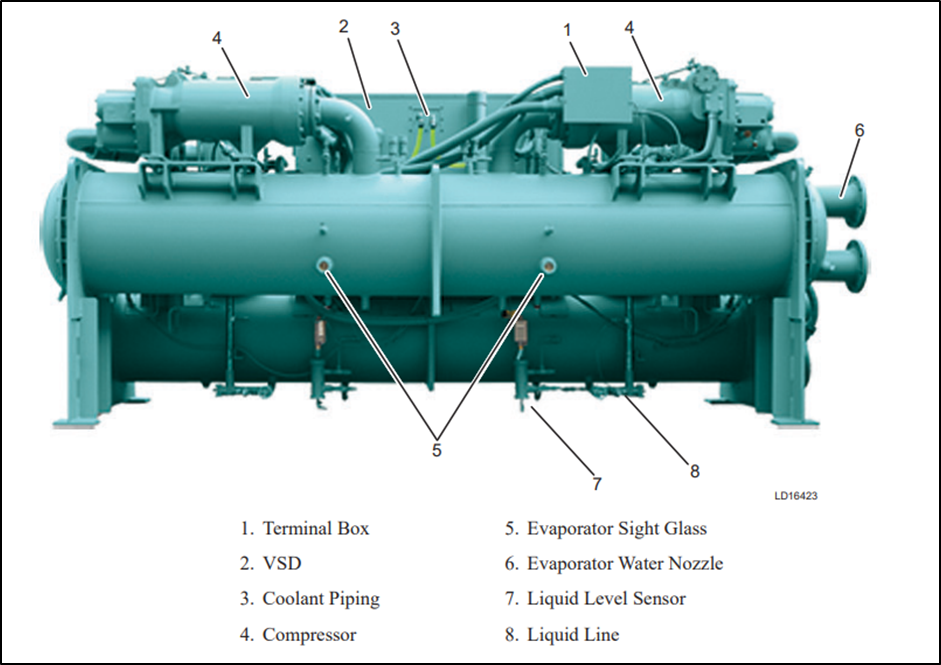 4
2
3
1
4
6
5
7
8
LD16423
1. Terminal Box
2. VSD
3. Coolant Piping
4. Compressor
5. Evaporator Sight Glass
6. Evaporator Water Nozzle
7. Liquid Level Sensor
8. Liquid Line